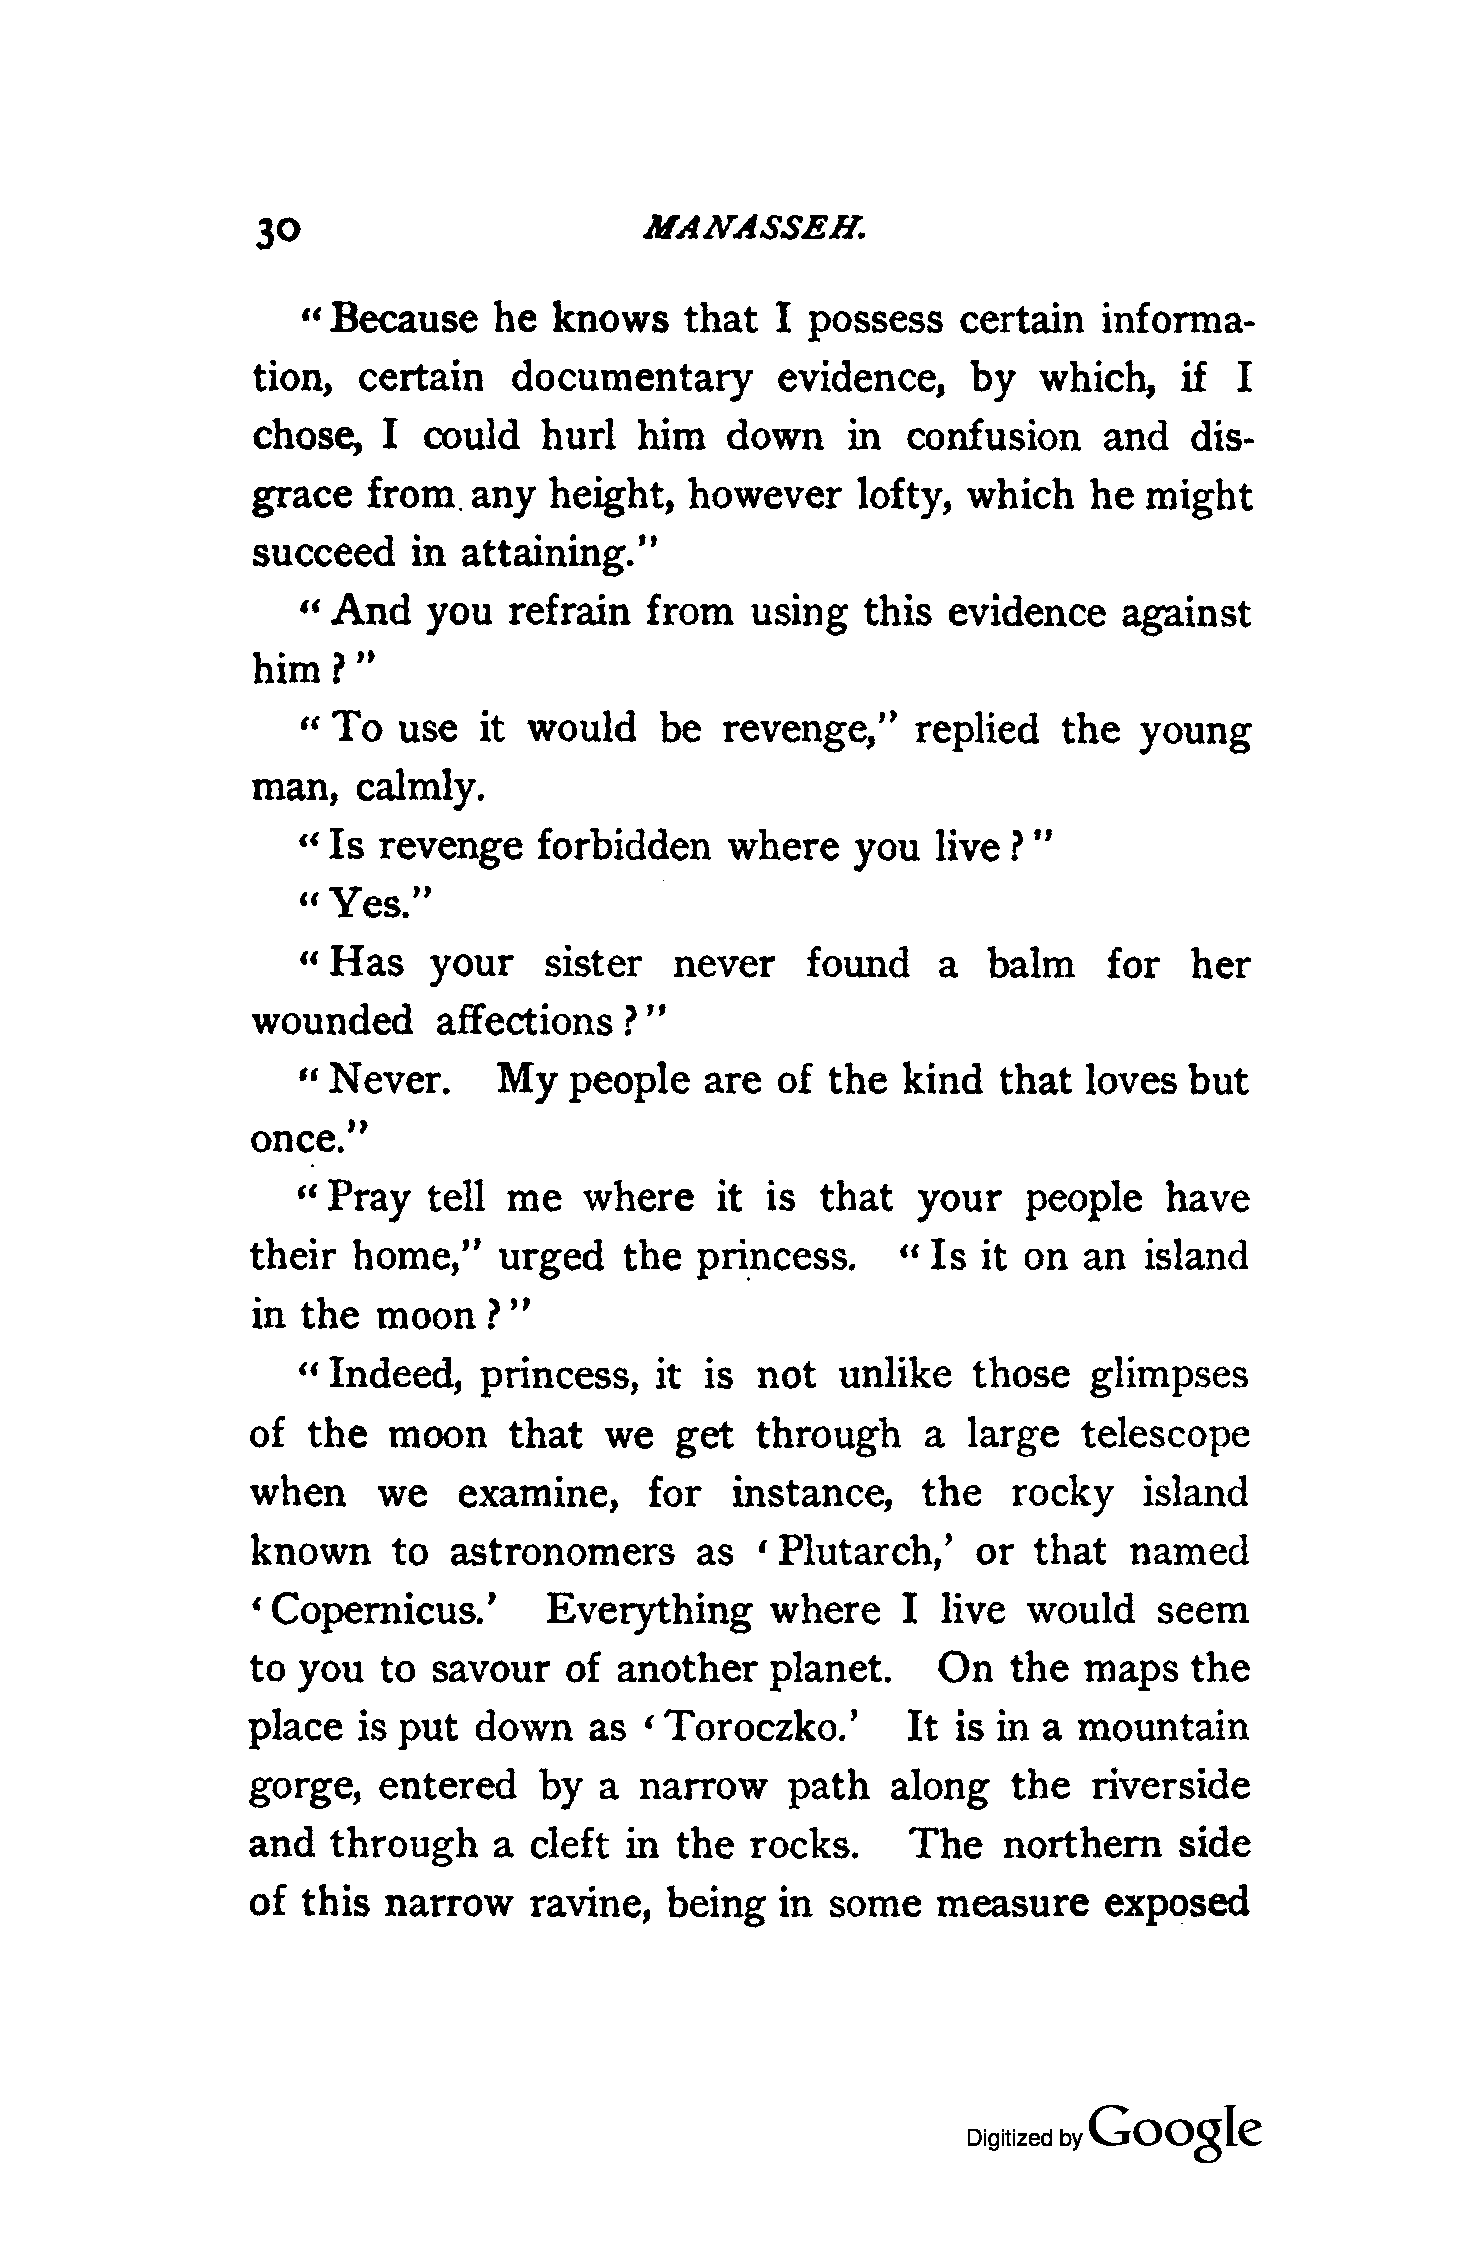 30 MANASSEH.
“Because he knows that I possess certain informa-
tion, certain documentary evidence, by which, if I
chose, I could hurl him down in confusion and dis-
grace from any height, however lofty, which he might
succeed in attaining.”
“And you refrain from using this evidence against
him?”
“To use it would be revenge,” replied the young
man, calmly.
“Is revenge forbidden where you live?”
“Yes.”
“Has your sister never found a balm for her
wounded affections?”
“Never. My people are of the kind that loves but
once.”
“Pray tell me where it is that your people have
their home,” urged the princess. “Is it on an island
in the moon?”
“Indeed, princess, it is not unlike those glimpses
of the moon that we get through a large telescope
when we examine, for instance, the rocky island
known to astronomers as ‘Plutarch,’ or that named
‘Copernicus.’ Everything where I live would seem
to you to savour of another planet. On the maps the
place is put down as ‘Toroczko.’ It is in a mountain
gorge, entered by a narrow path along the riverside
and through a cleft in the rocks. The northern side
of this narrow ravine, being in some measure exposed
Digitized by Google